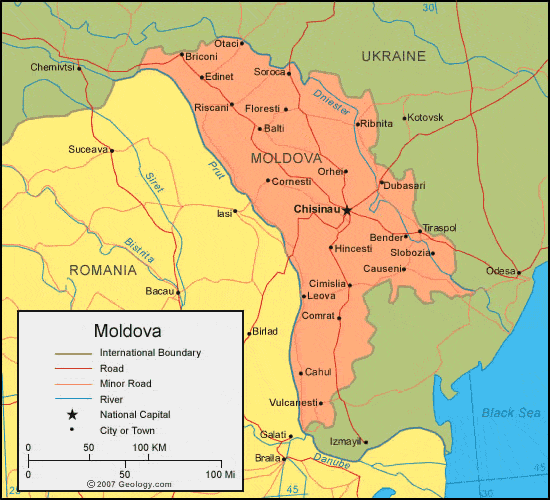 30
Otaci
UKRAINE
Briconi
Chemivtsi
Edinet
Soroca
Riscani
Floresti
Dniester
Balti
Ribnita
Kotovsk
Suceava
MOLDOVA
Prut
Orhei
Cornesti
Dubasari
Siret
Iasi
Chisinau
Bistrita
Tiraspol
Bender
Hincesti
Slobozia
ROMANIA
Causeni
Odesa
Bacau
Cimislia
Leova
Comrat
Birlad
Cahul
Vulcanesti
Black Sea
Galati
Izmayil
Braila
Danube
Moldova
International Boundary
Road
Minor Road
River
National Capital
City or Town
0 50 100 KM
0 50 100 Mi
© 2007 Geology.com
25
45
30